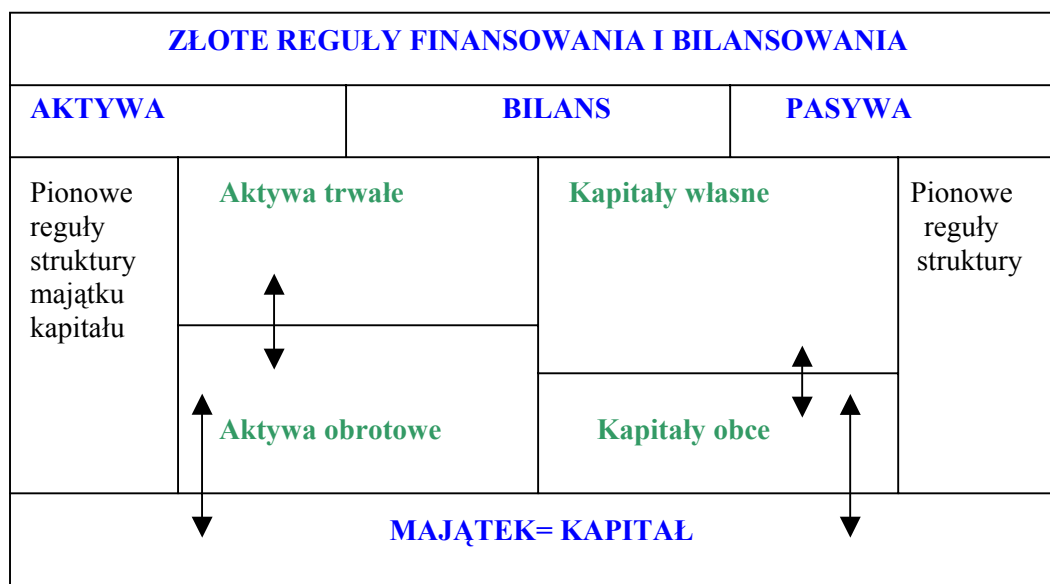 ZŁOTE REGUŁY FINANSOWANIA I BILANSOWANIA
AKTYWA
BILANS
PASYWA
Pionowe
reguły
struktury
majątku
kapitału
Aktywa trwałe
Aktywa obrotowe
Kapitały własne
Kapitały obce
Pionowe
reguły
struktury
MAJĄTEK= KAPITAŁ